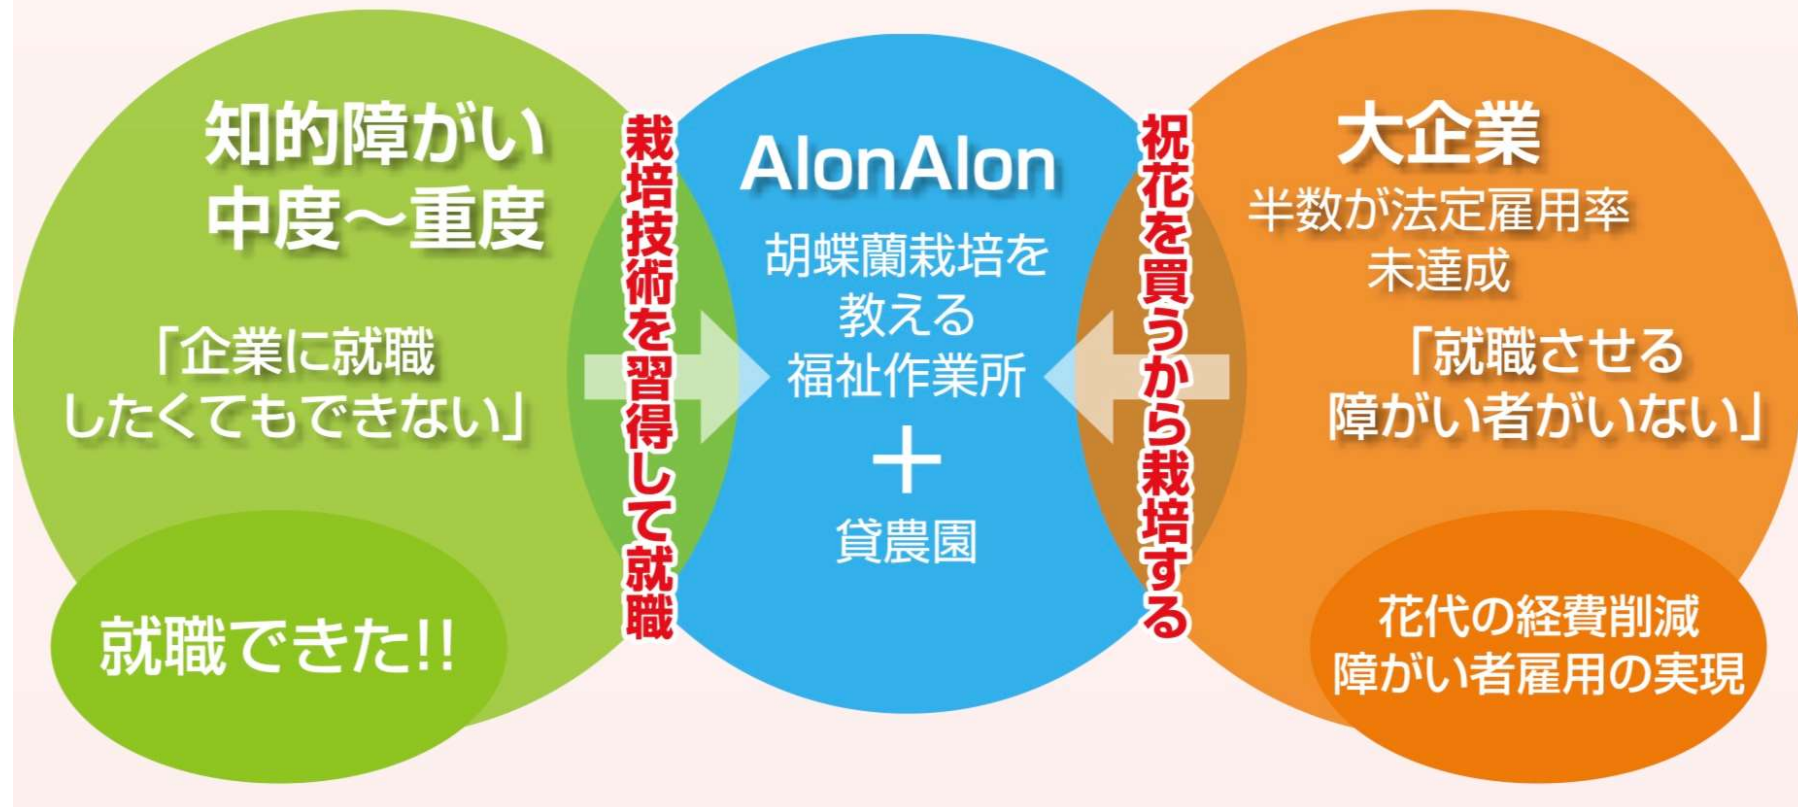 知的障がい
中度～重度
「企業に就職
したくてもできない」
就職できた!!
栽培技術を習得して就職
AlonAlon
胡蝶蘭栽培を
教える
福祉作業所
＋
貸農園
祝花を買うから栽培する
大企業
半数が法定雇用率
未達成
「就職させる
障がい者がいない」
花代の経費削減
障がい者雇用の実現